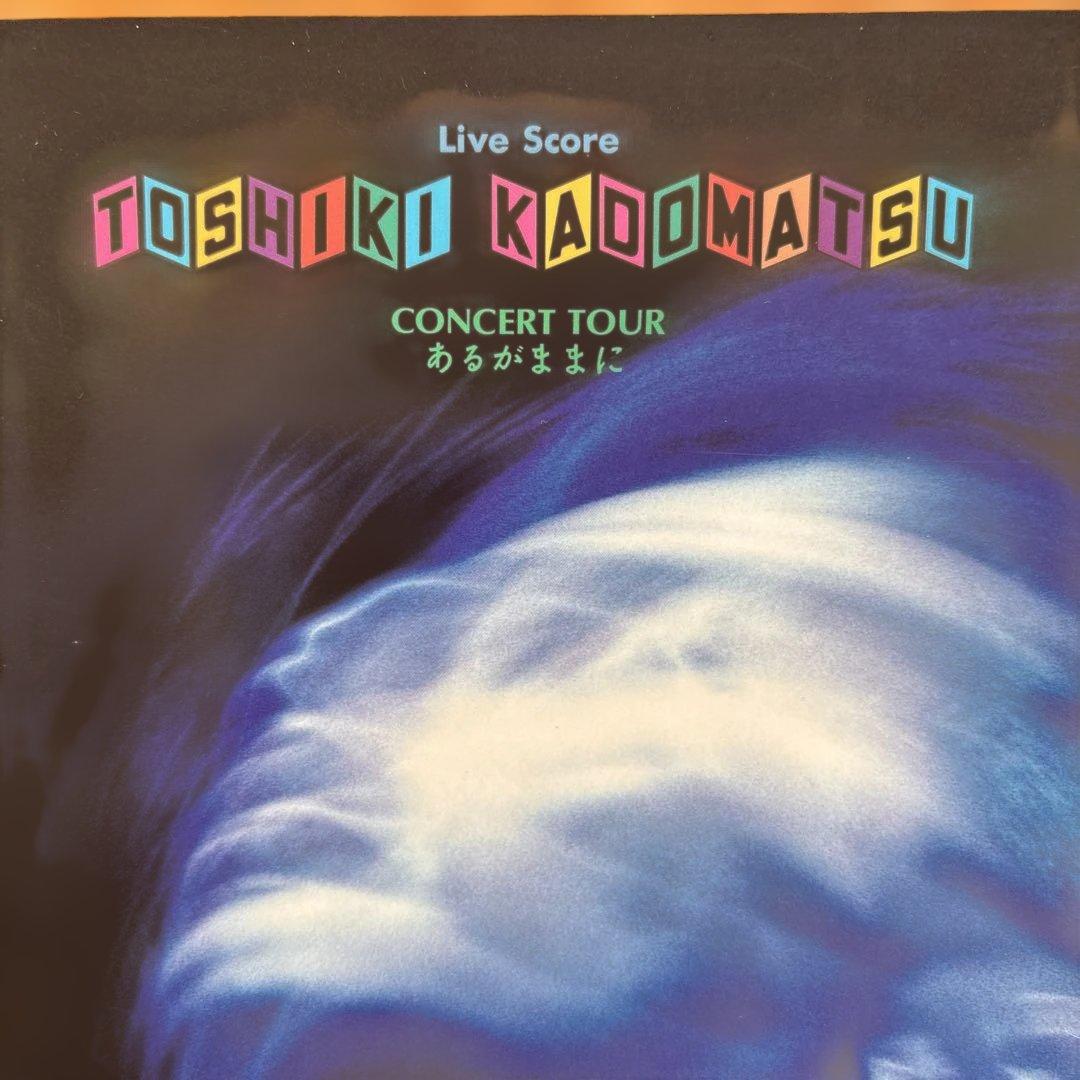 Live Score
TOSHIKI KADOMATSU
CONCERT TOUR
あるがままに